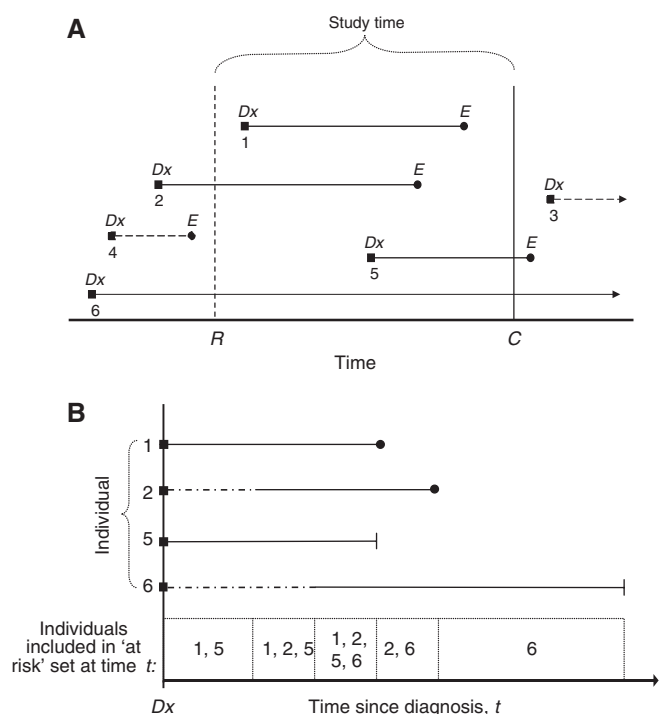 A
Study time
Dx E
1
Dx E
2
Dx
3
Dx E
4
Dx E
5
Dx
6
R C
Time
B
Individual
1
2
5
6
Individuals
included in 'at
risk' set at time t:
1, 5
1, 2, 5
1, 2,
5, 6
2, 6
6
Dx Time since diagnosis, t